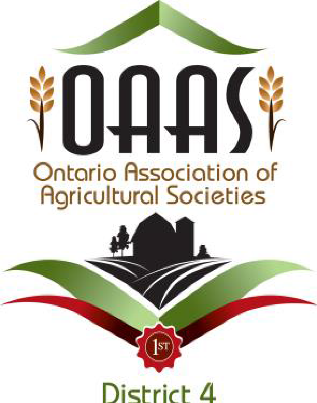 OAAS
Ontario Association of
Agricultural Societies
1ST
District 4